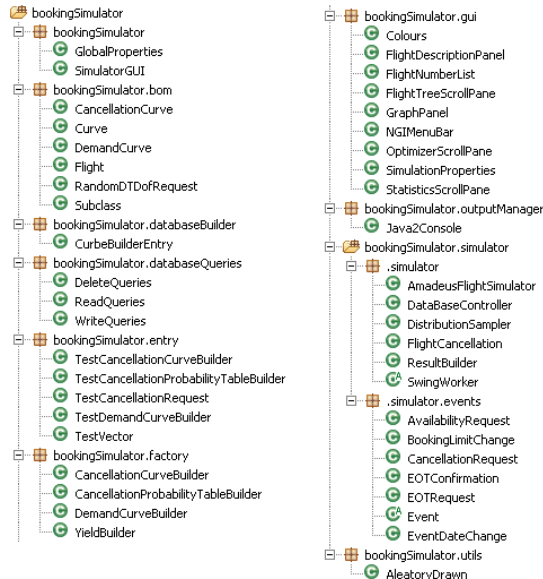 bookingSimulator
bookingSimulator
GlobalProperties
SimulatorGUI
bookingSimulator.bom
CancellationCurve
Curve
DemandCurve
Flight
RandomDTDofRequest
Subclass
bookingSimulator.databaseBuilder
CurbeBuilderEntry
bookingSimulator.databaseQueries
DeleteQueries
ReadQueries
WriteQueries
bookingSimulator.entry
TestCancellationCurveBuilder
TestCancellationProbabilityTableBuilder
TestCancellationRequest
TestDemandCurveBuilder
TestVector
bookingSimulator.factory
CancellationCurveBuilder
CancellationProbabilityTableBuilder
DemandCurveBuilder
YieldBuilder
bookingSimulator.gui
Colours
FlightDescriptionPanel
FlightNumberList
FlightTreeScrollPane
GraphPanel
NGIMenuBar
OptimizerScrollPane
SimulationProperties
StatisticsScrollPane
bookingSimulator.outputManager
Java2Console
bookingSimulator.simulator
.simulator
AmadeusFlightSimulator
DataBaseController
DistributionSampler
FlightCancellation
ResultBuilder
SwingWorker
.simulator.events
AvailabilityRequest
BookingLimitChange
CancellationRequest
EOTConfirmation
EOTRequest
Event
EventDateChange
bookingSimulator.utils
AleatoryDrawn